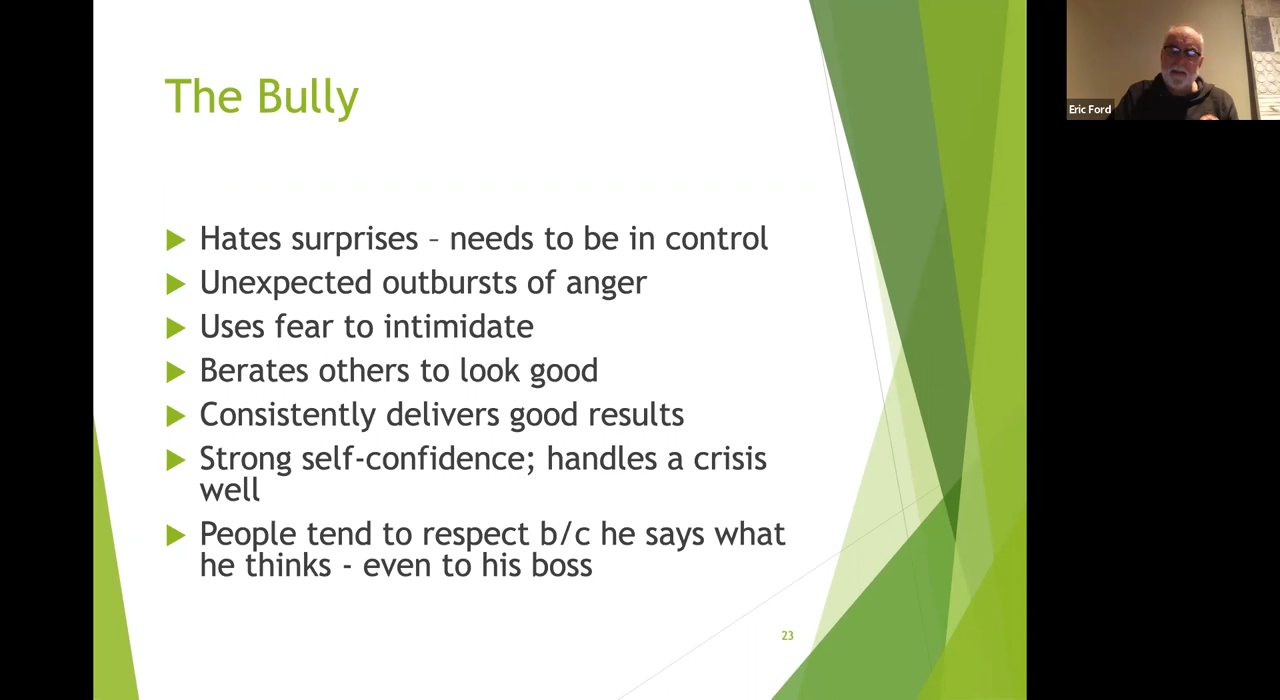 The Bully
Hates surprises – needs to be in control
Unexpected outbursts of anger
Uses fear to intimidate
Berates others to look good
Consistently delivers good results
Strong self-confidence; handles a crisis
well
People tend to respect b/c he says what
he thinks - even to his boss
23
Eric Ford